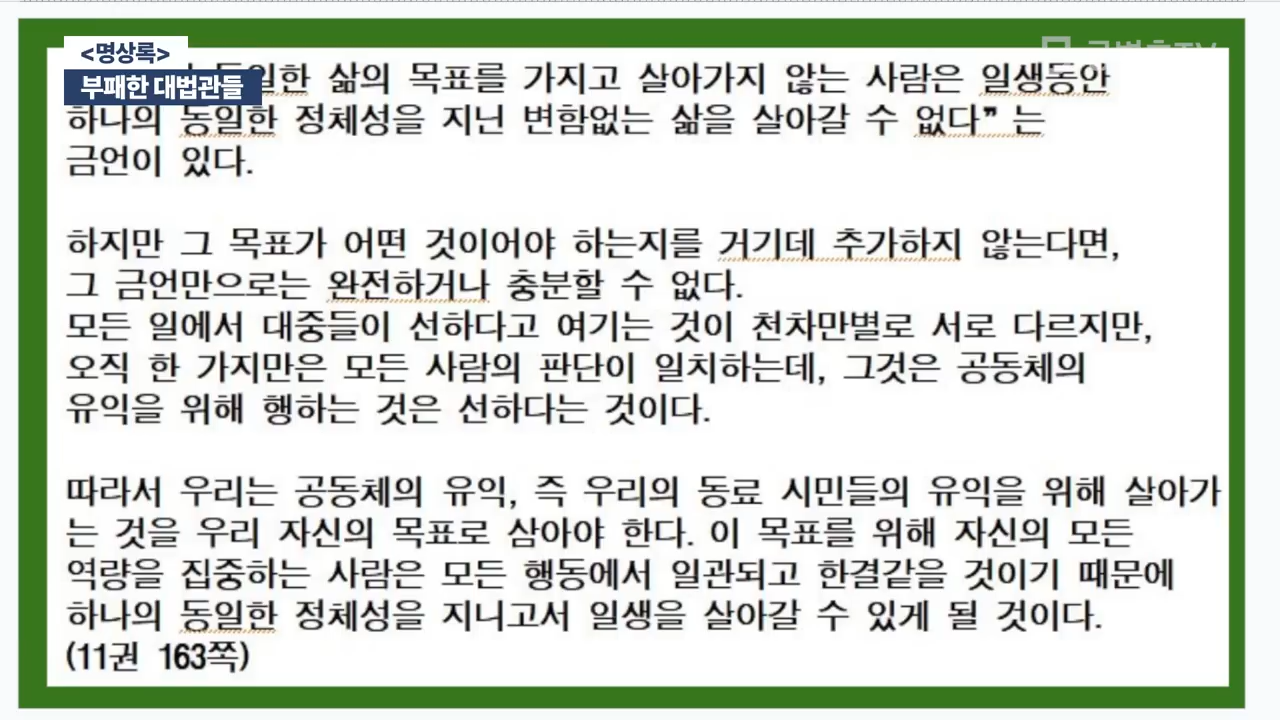 <명상록>
부패한 대법관들
동일한 삶의 목표를 가지고 살아가지 않는 사람은 일생동안
하나의 동일한 정체성을 지닌 변함없는 삶을 살아갈 수 없다” 는
금언이 있다.
하지만 그 목표가 어떤 것이어야 하는지를 거기데 추가하지 않는다면,
그 금언만으로는 완전하거나 충분할 수 없다.
모든 일에서 대중들이 선하다고 여기는 것이 천차만별로 서로 다르지만,
오직 한 가지만은 모든 사람의 판단이 일치하는데, 그것은 공동체의
유익을 위해 행하는 것은 선하다는 것이다.
따라서 우리는 공동체의 유익, 즉 우리의 동료 시민들의 유익을 위해 살아가
는 것을 우리 자신의 목표로 삼아야 한다. 이 목표를 위해 자신의 모든
역량을 집중하는 사람은 모든 행동에서 일관되고 한결같을 것이기 때문에
하나의 동일한 정체성을 지니고서 일생을 살아갈 수 있게 될 것이다.
(11권 163쪽)